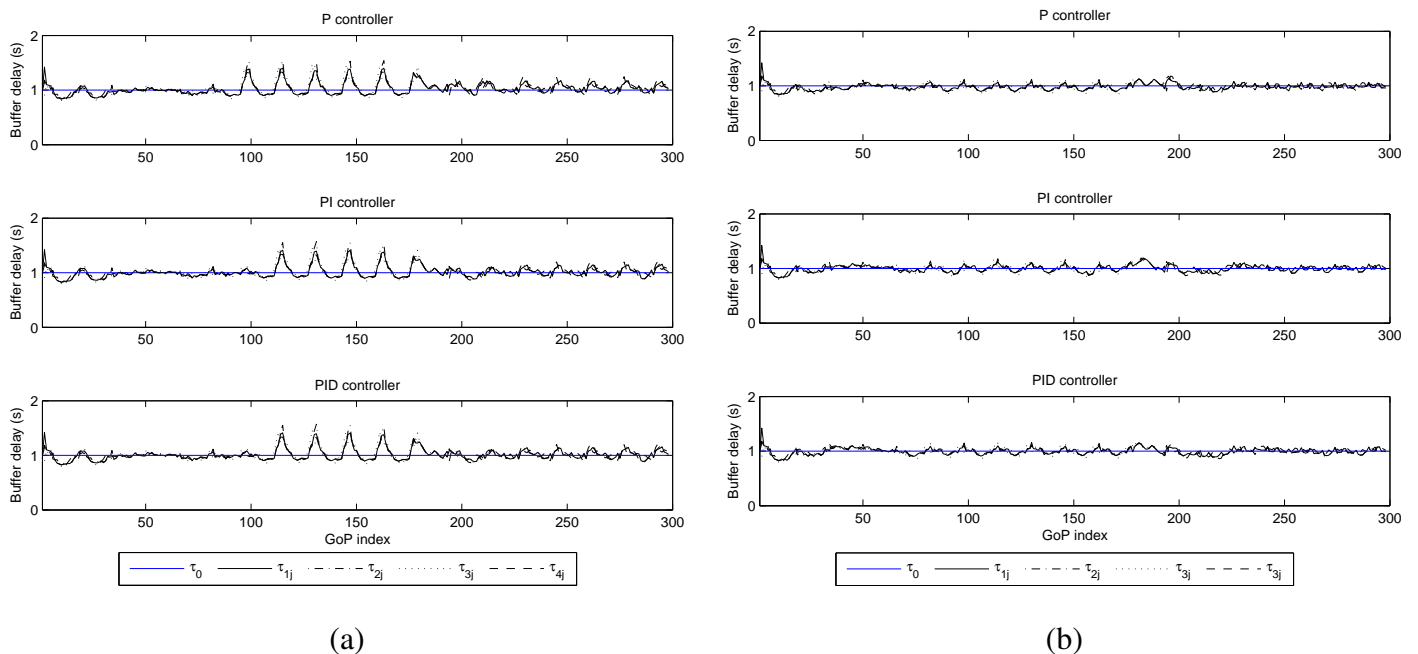 P controller
Buffer delay (s)
2
1
0
50 100 150 200 250 300
PI controller
Buffer delay (s)
2
1
0
50 100 150 200 250 300
PID controller
Buffer delay (s)
2
1
0
50 100 150 200 250 300
GoP index
τ0 τ1j τ2j τ3j τ4j
(a)
P controller
Buffer delay (s)
2
1
0
50 100 150 200 250 300
PI controller
Buffer delay (s)
2
1
0
50 100 150 200 250 300
PID controller
Buffer delay (s)
2
1
0
50 100 150 200 250 300
GoP index
τ0 τ1j τ2j τ3j τ3j
(b)